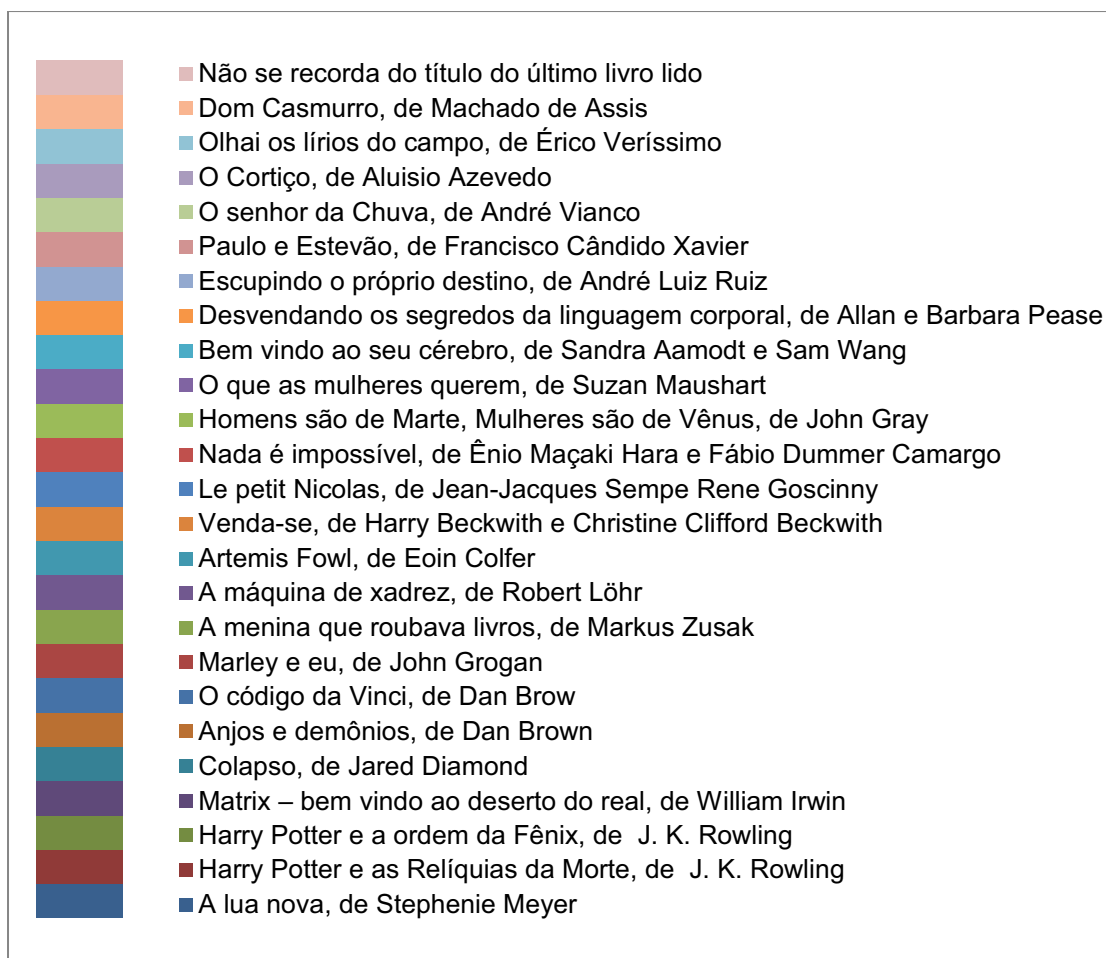 Não se recorda do título do último livro lido
Dom Casmurro, de Machado de Assis
Olhai os lírios do campo, de Érico Veríssimo
O Cortiço, de Aluisio Azevedo
O senhor da Chuva, de André Vianco
Paulo e Estevão, de Francisco Cândido Xavier
Escupindo o próprio destino, de André Luiz Ruiz
Desvendando os segredos da linguagem corporal, de Allan e Barbara Pease
Bem vindo ao seu cérebro, de Sandra Aamodt e Sam Wang
O que as mulheres querem, de Suzan Maushart
Homens são de Marte, Mulheres são de Vênus, de John Gray
Nada é impossível, de Ênio Maçaki Hara e Fábio Dummer Camargo
Le petit Nicolas, de Jean-Jacques Sempe Rene Goscinny
Venda-se, de Harry Beckwith e Christine Clifford Beckwith
Artemis Fowl, de Eoin Colfer
A máquina de xadrez, de Robert Löhr
A menina que roubava livros, de Markus Zusak
Marley e eu, de John Grogan
O código da Vinci, de Dan Brow
Anjos e demônios, de Dan Brown
Colapso, de Jared Diamond
Matrix – bem vindo ao deserto do real, de William Irwin
Harry Potter e a ordem da Fênix, de  J. K. Rowling
Harry Potter e as Relíquias da Morte, de  J. K. Rowling
A lua nova, de Stephenie Meyer